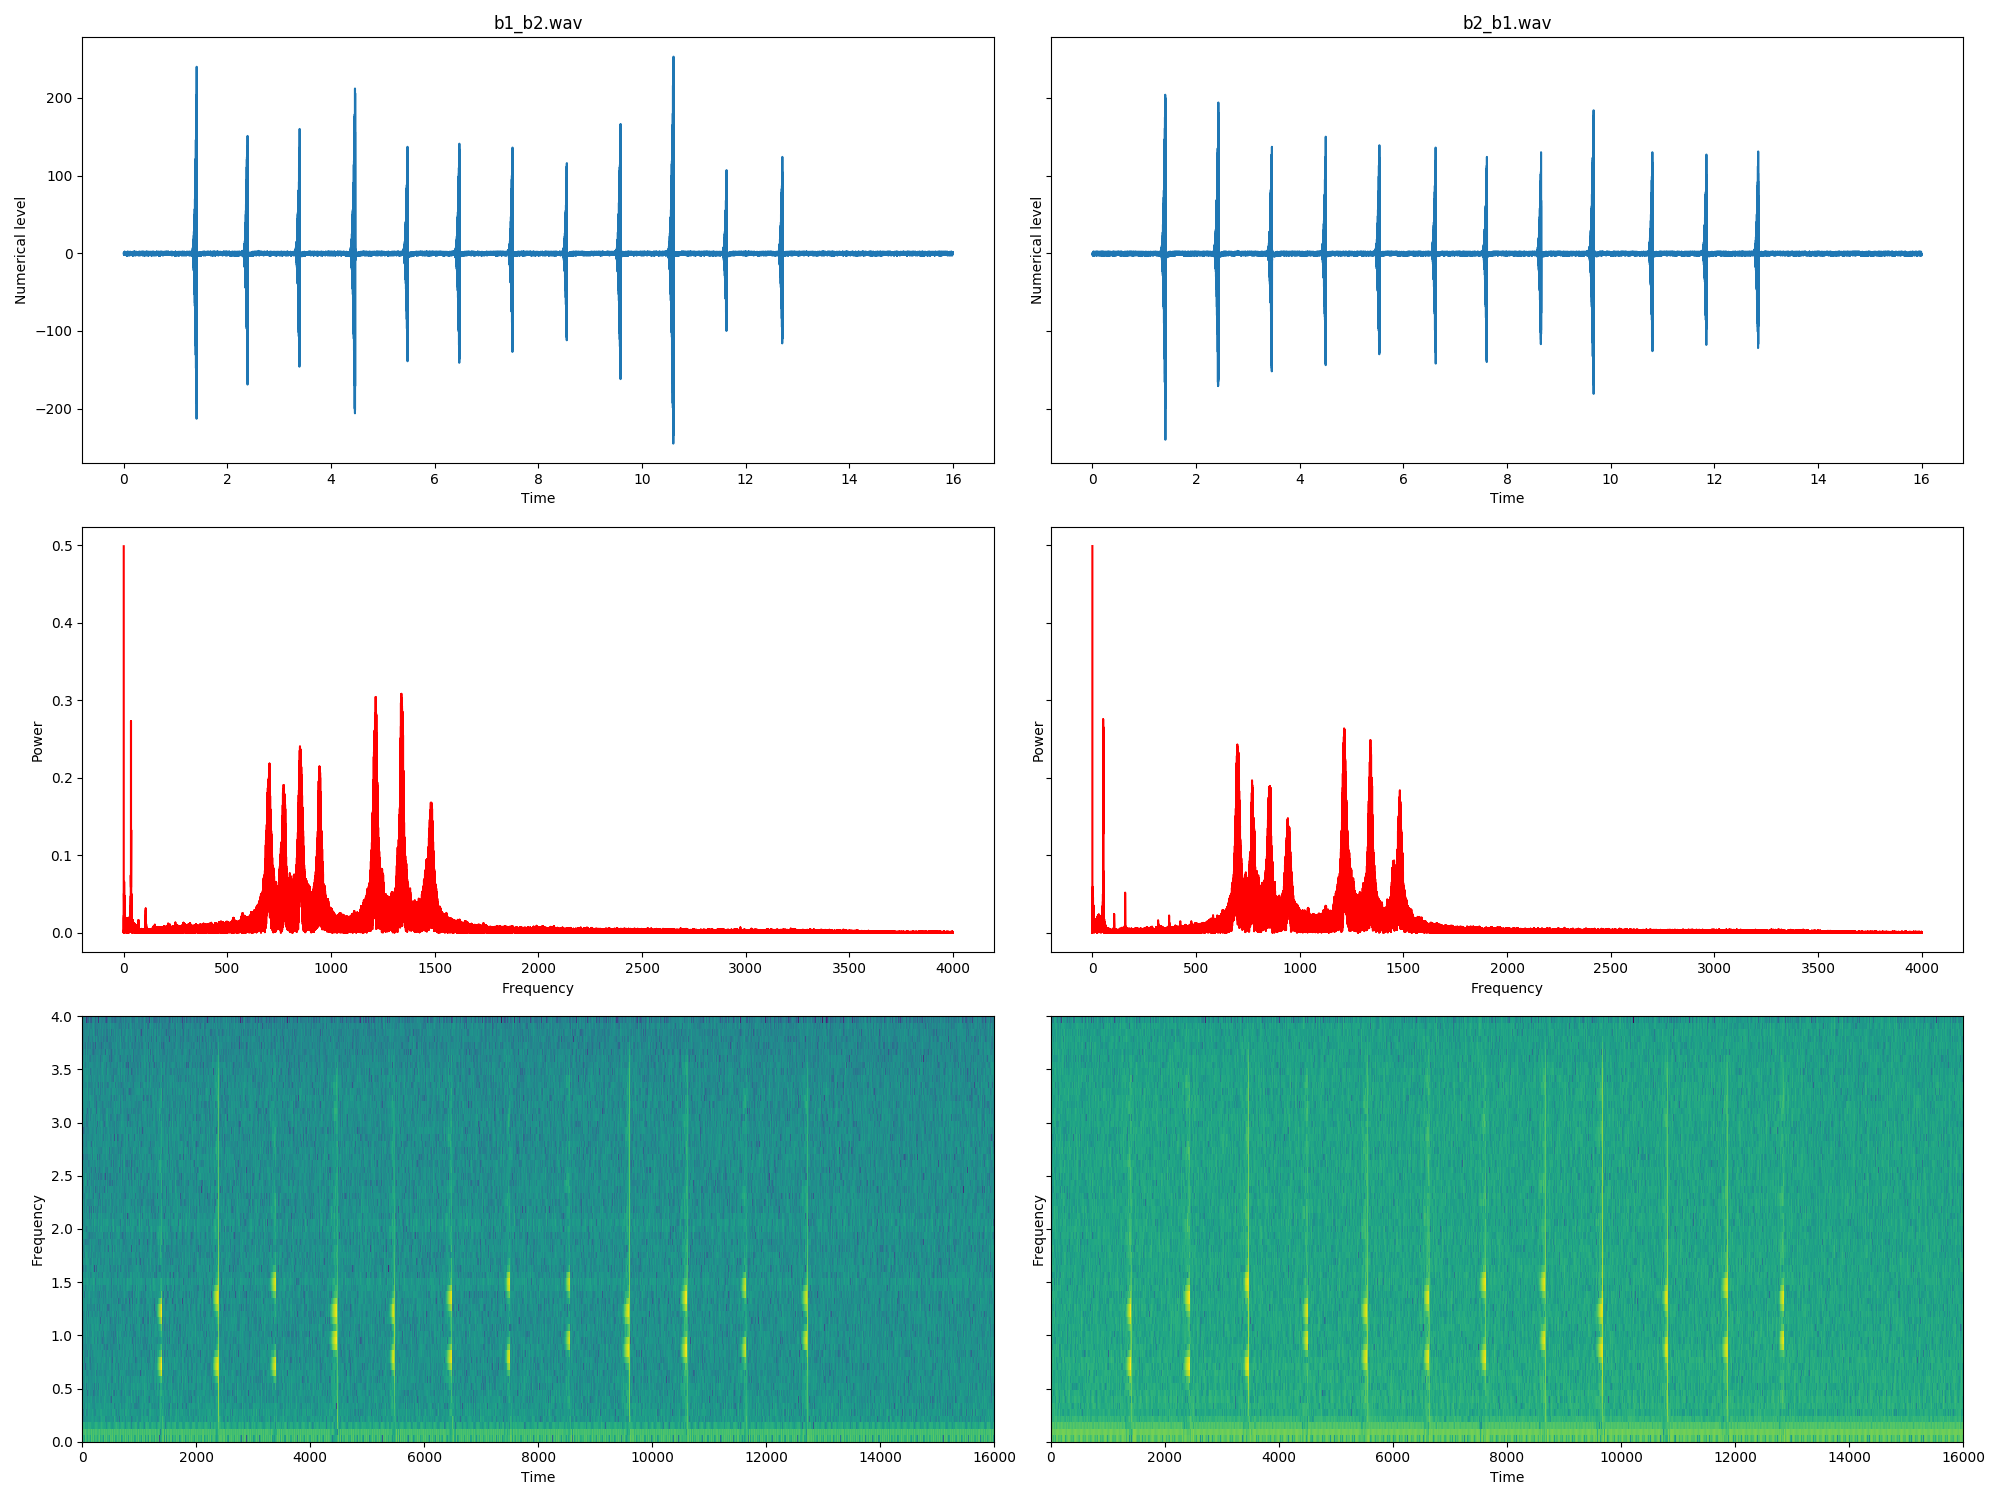 b1_b2.wav
b2_b1.wav
Numerical level
200
100
0
−100
−200
0 2 4 6 8 10 12 14 16
Time
Numerical level
0 2 4 6 8 10 12 14 16
Time
Power
0.5
0.4
0.3
0.2
0.1
0.0
0 500 1000 1500 2000 2500 3000 3500 4000
Frequency
Power
0 500 1000 1500 2000 2500 3000 3500 4000
Frequency
Frequency
4.0
3.5
3.0
2.5
2.0
1.5
1.0
0.5
0.0
0 2000 4000 6000 8000 10000 12000 14000 16000
Time
Frequency
0 2000 4000 6000 8000 10000 12000 14000 16000
Time